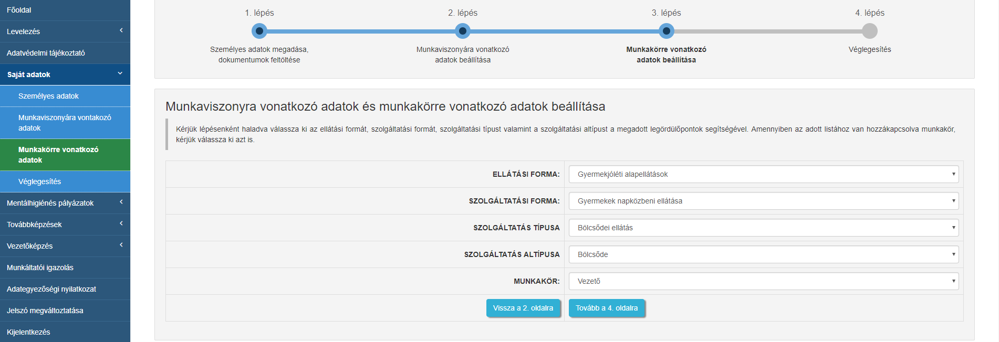 Főoldal
Levelezés
Adatvédelmi tájékoztató
Saját adatok
Személyes adatok
Munkaviszonyára vontakozó
adatok
Munkakörre vonatkozó
adatok
Véglegesítés
Mentálhigiénés pályázatok
Továbbképzések
Vezetőképzés
Munkáltatói igazolás
Adategyezőségi nyilatkozat
Jelszó megváltoztatása
Kijelentkezés
1. lépés
Személyes adatok megadása,
dokumentumok feltöltése
2. lépés
Munkaviszonyára vonatkozó
adatok beállítása
3. lépés
Munkakörre vonatkozó
adatok beállítása
4. lépés
Véglegesítés
Munkaviszonyra vonatkozó adatok és munkakörre vonatkozó adatok beállítása
Kérjük lépésenként haladva válassza ki az ellátási formát, szolgáltatási formát, szolgáltatási típust valamint a szolgáltatási altípust a megadott legördülőpontok segítségével. Amennyiben az adott listához van hozzákapcsolva munkakör,
kérjük válassza ki azt is.
ELLÁTÁSI FORMA: Gyermekjóléti alapellátások
SZOLGÁLTATÁSI FORMA: Gyermekek napközbeni ellátása
SZOLGÁLTATÁS TÍPUSA Bölcsődei ellátás
SZOLGÁLTATÁS ALTÍPUSA Bölcsőde
MUNKAKÖR: Vezető
Vissza a 2. oldalra Tovább a 4. oldalra